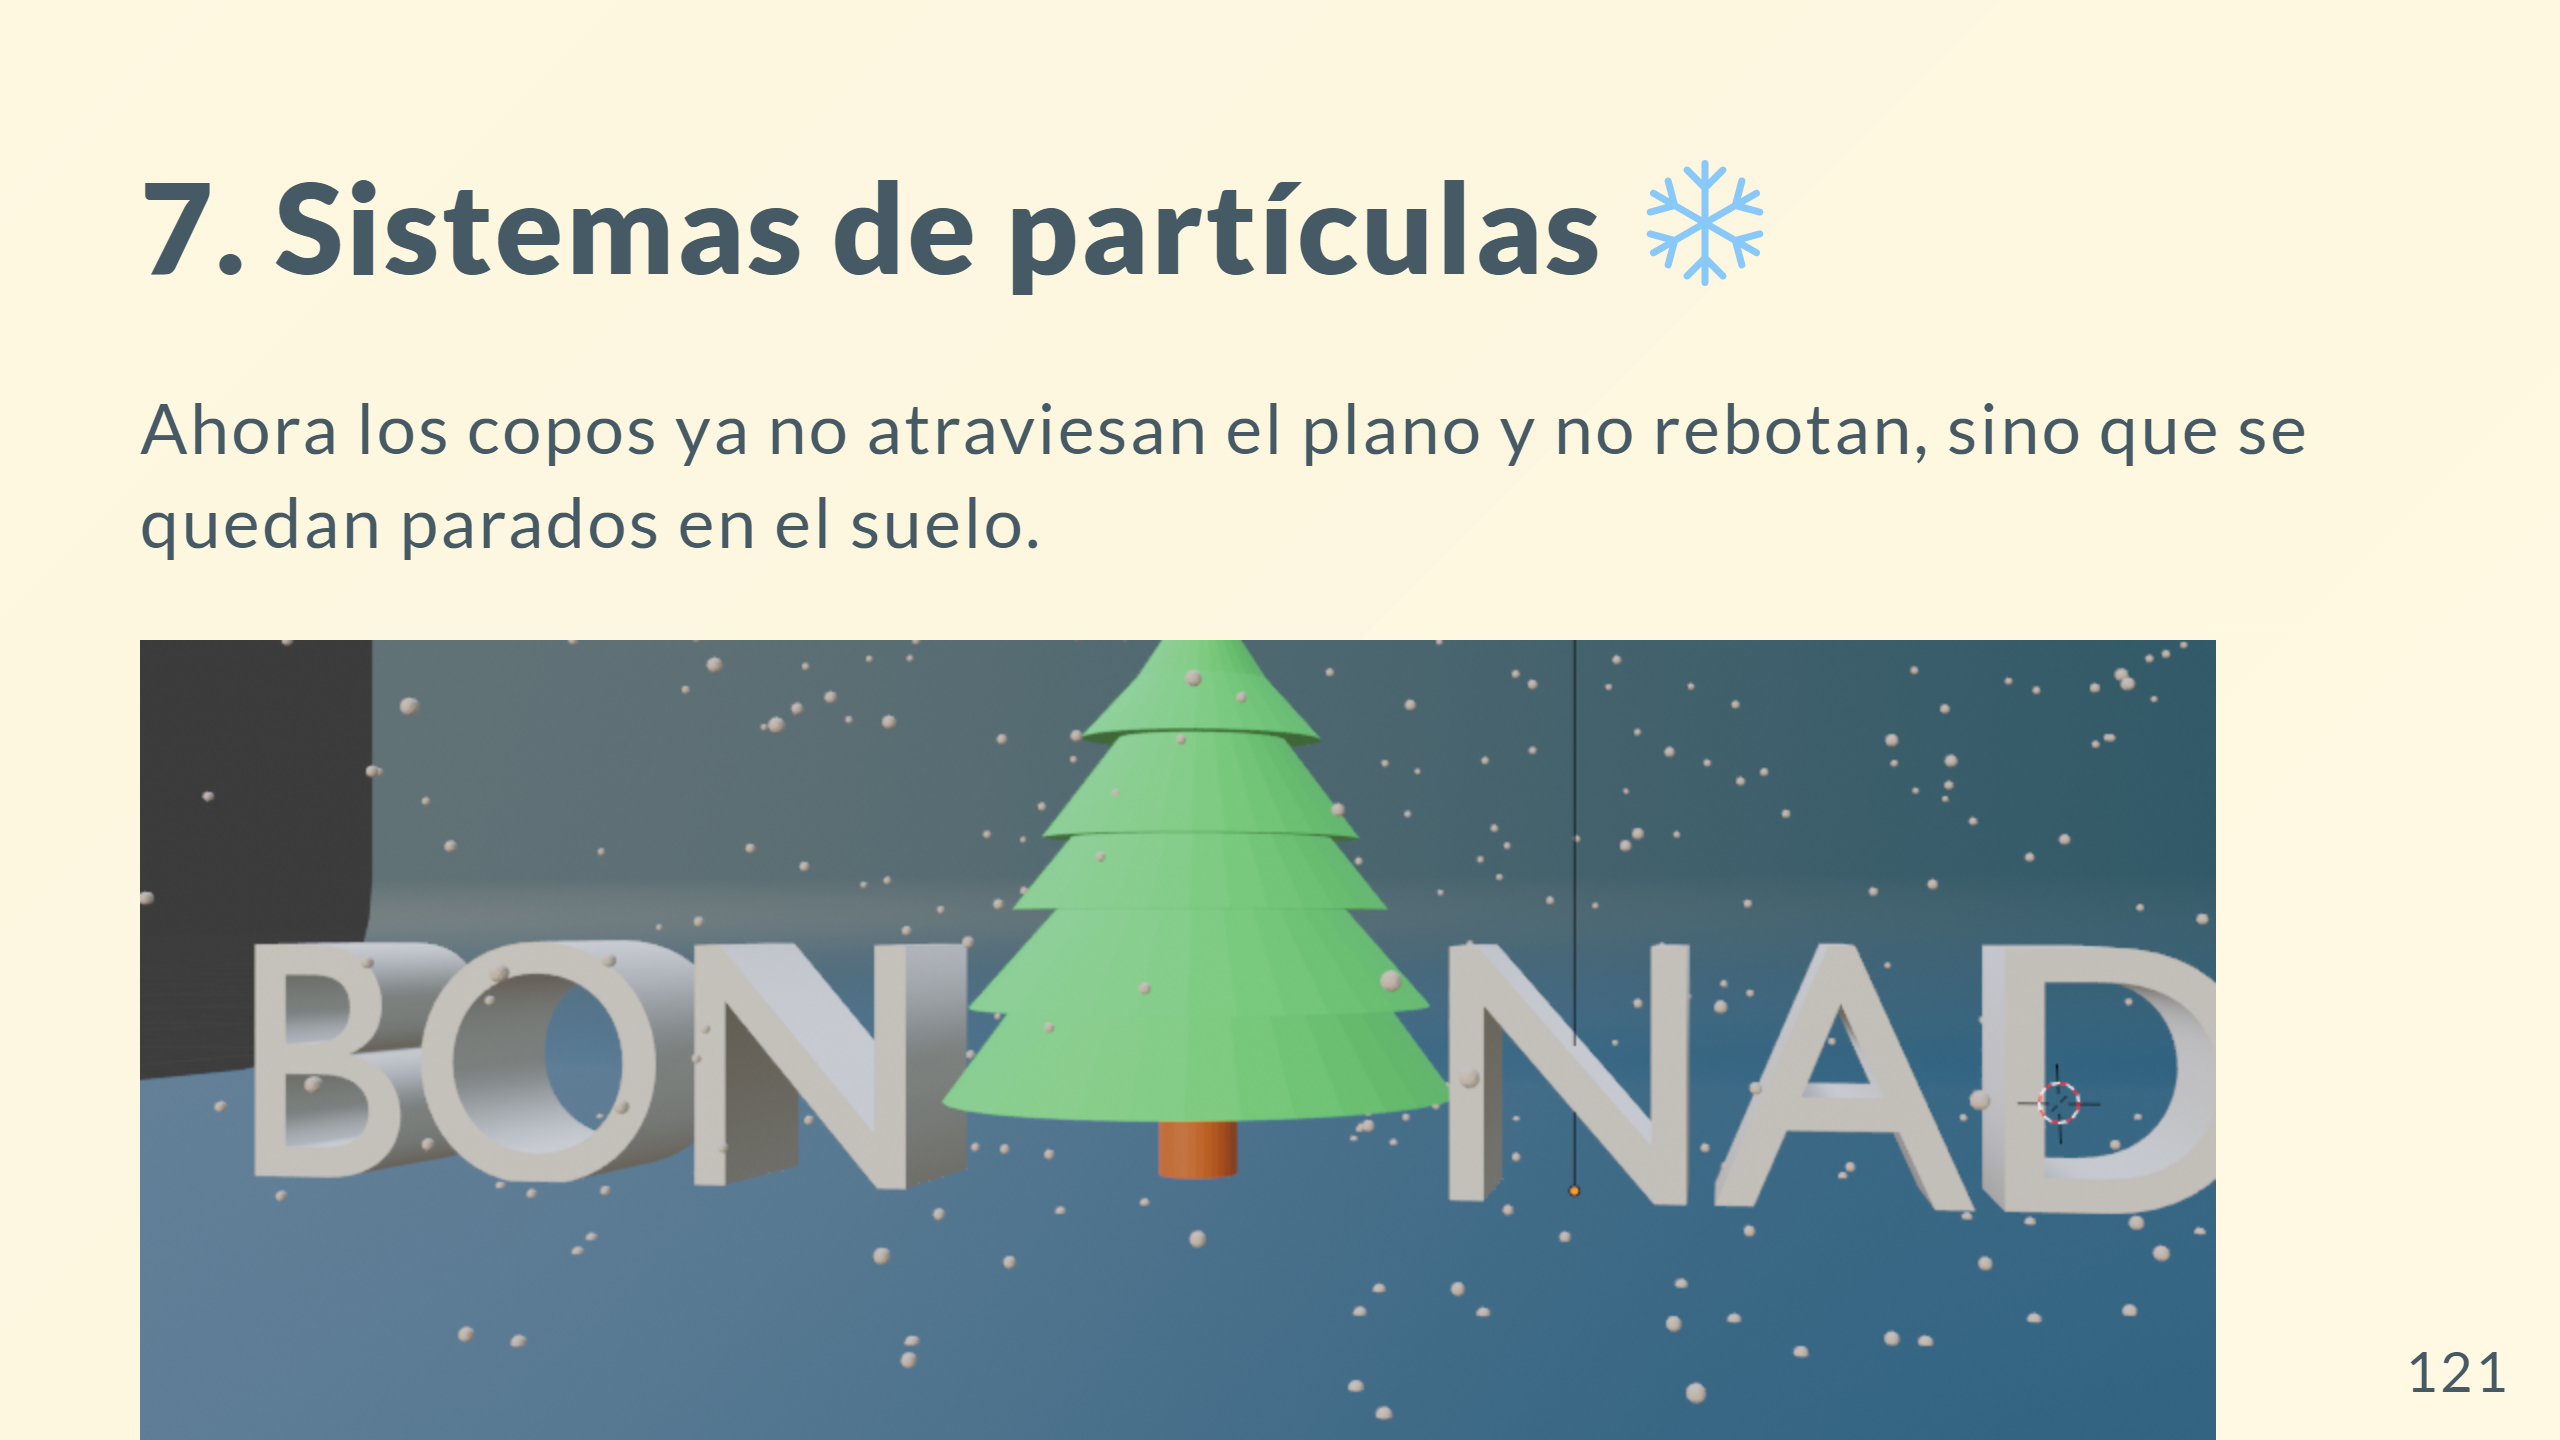 7. Sistemas de partículas ❄
Ahora los copos ya no atraviesan el plano y no rebotan, sino que se
quedan parados en el suelo.
BON NAD
121